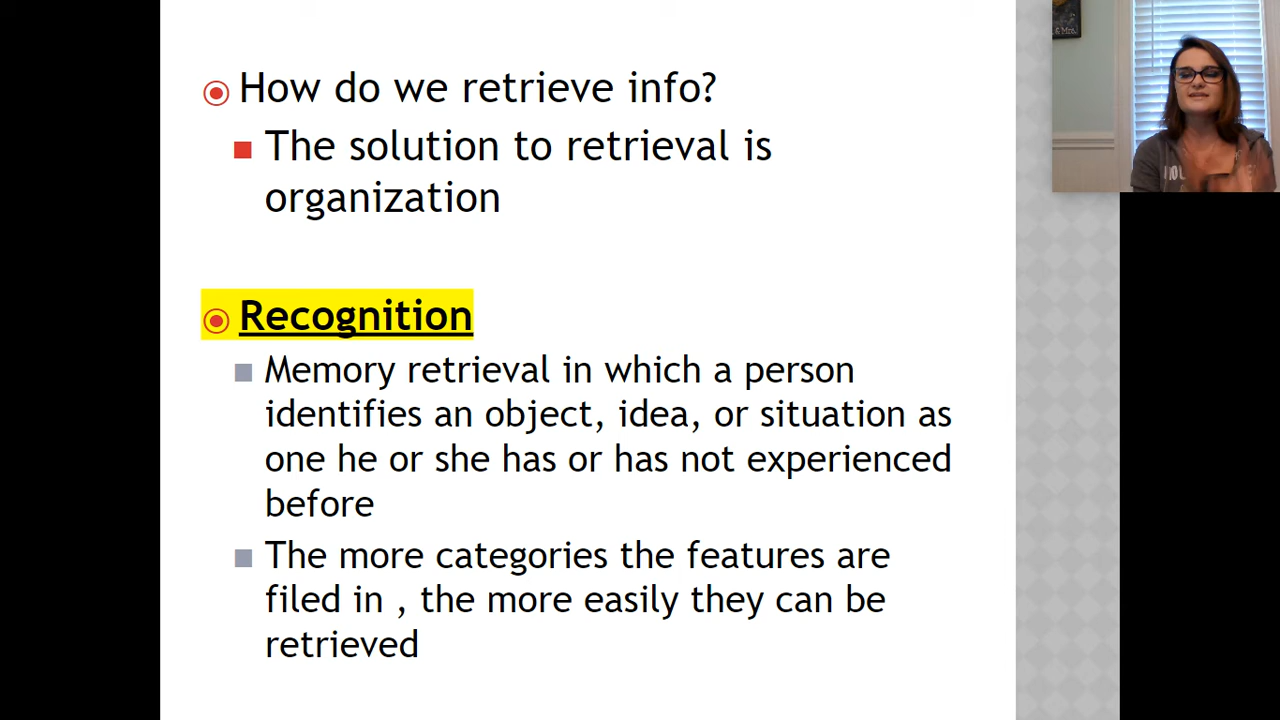 How do we retrieve info?
The solution to retrieval is
organization
Recognition
Memory retrieval in which a person
identifies an object, idea, or situation as
one he or she has or has not experienced
before
The more categories the features are
filed in , the more easily they can be
retrieved